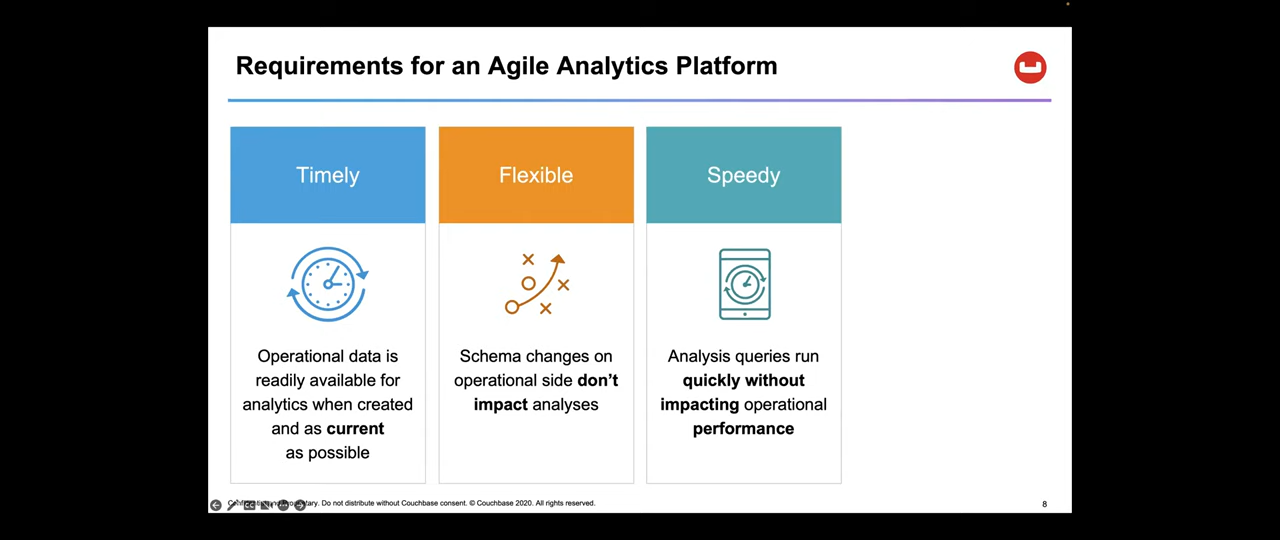 Requirements for an Agile Analytics Platform
Timely
Operational data is
readily available for
analytics when created
and as current
as possible
Flexible
Schema changes on
operational side don't
impact analyses
Speedy
Analysis queries run
quickly without
impacting operational
performance
Do not distribute without Couchbase consent. © Couchbase 2020. All rights reserved.
8